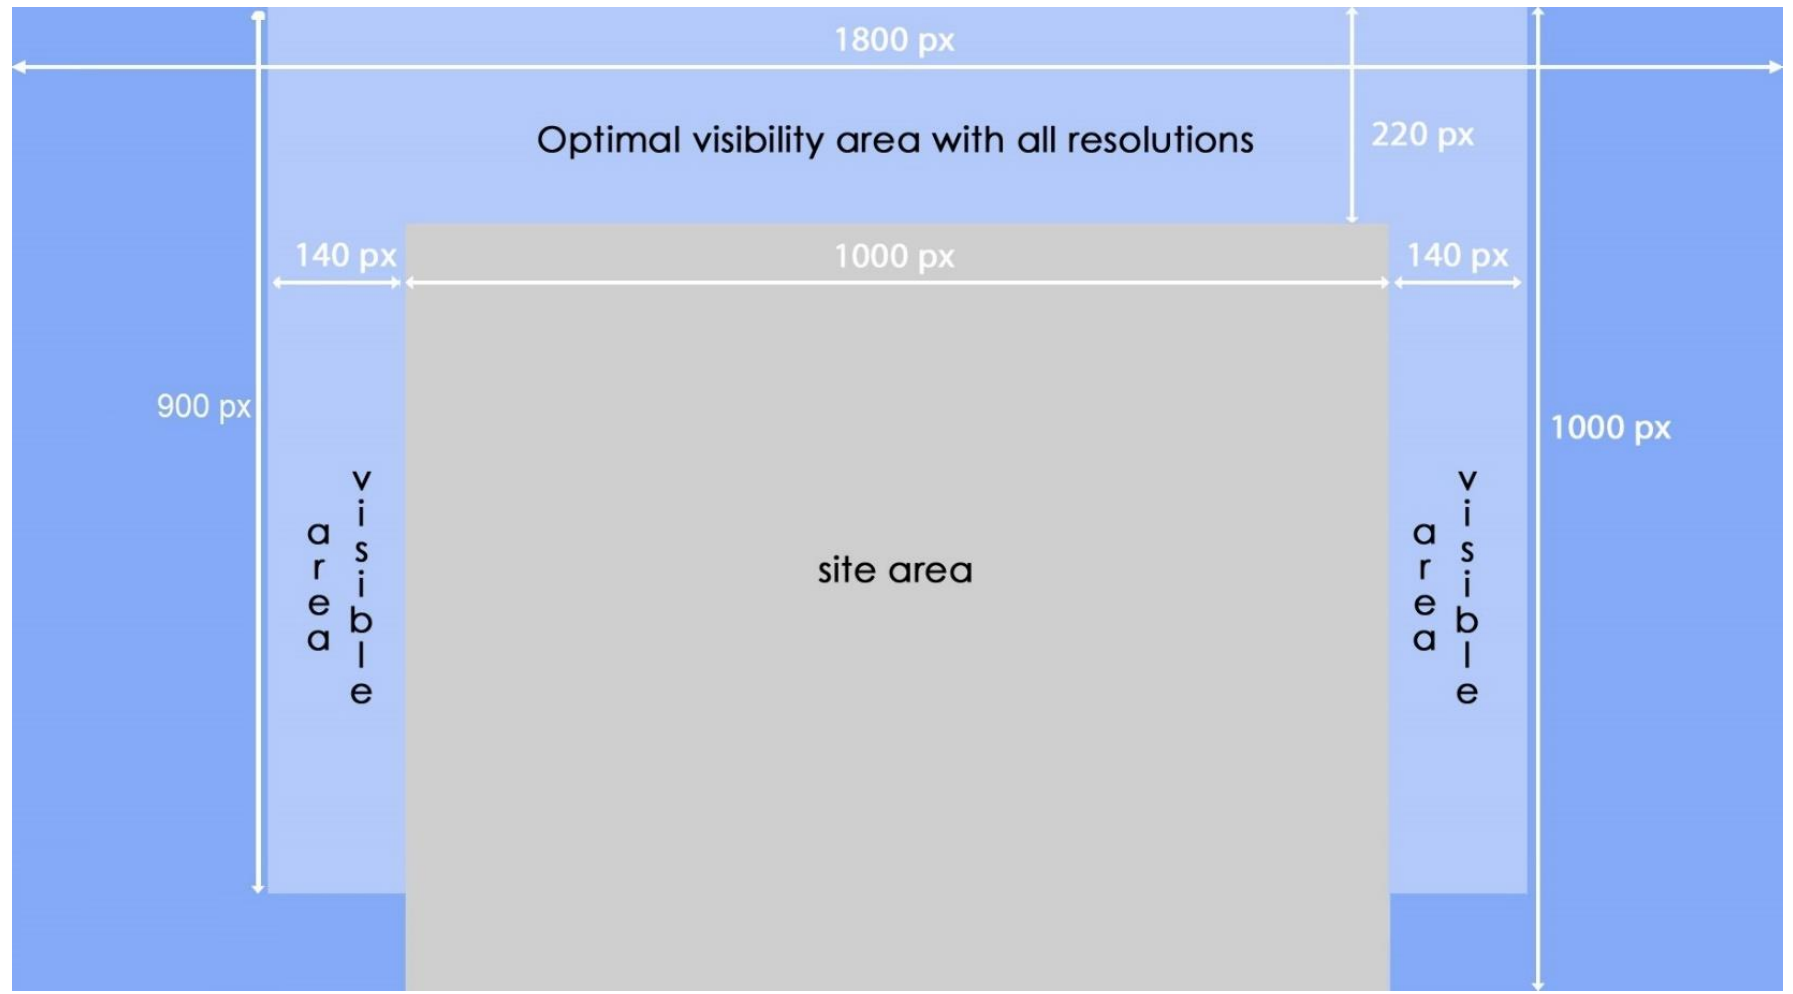 1800 px
Optimal visibility area with all resolutions
220 px
140 px
1000 px
140 px
900 px
1000 px
visible
area
site area
visible
area